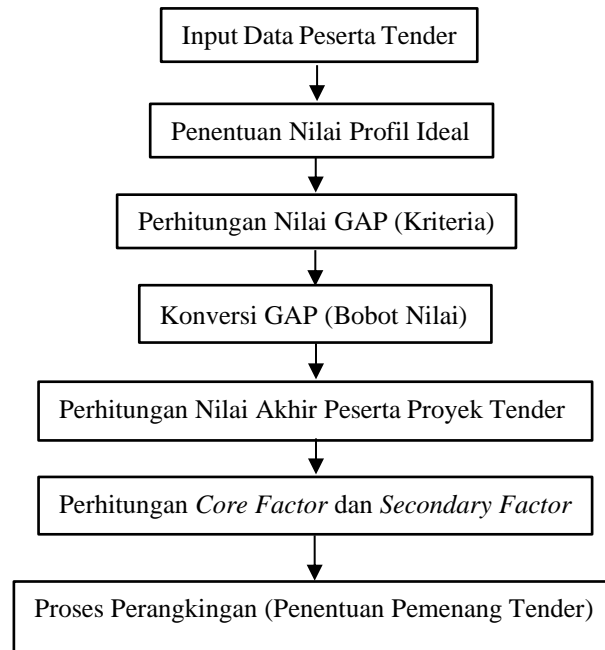 Input Data Peserta Tender
Penentuan Nilai Profil Ideal
Perhitungan Nilai GAP (Kriteria)
Konversi GAP (Bobot Nilai)
Perhitungan Nilai Akhir Peserta Proyek Tender
Perhitungan Core Factor dan Secondary Factor
Proses Perangkingan (Penentuan Pemenang Tender)